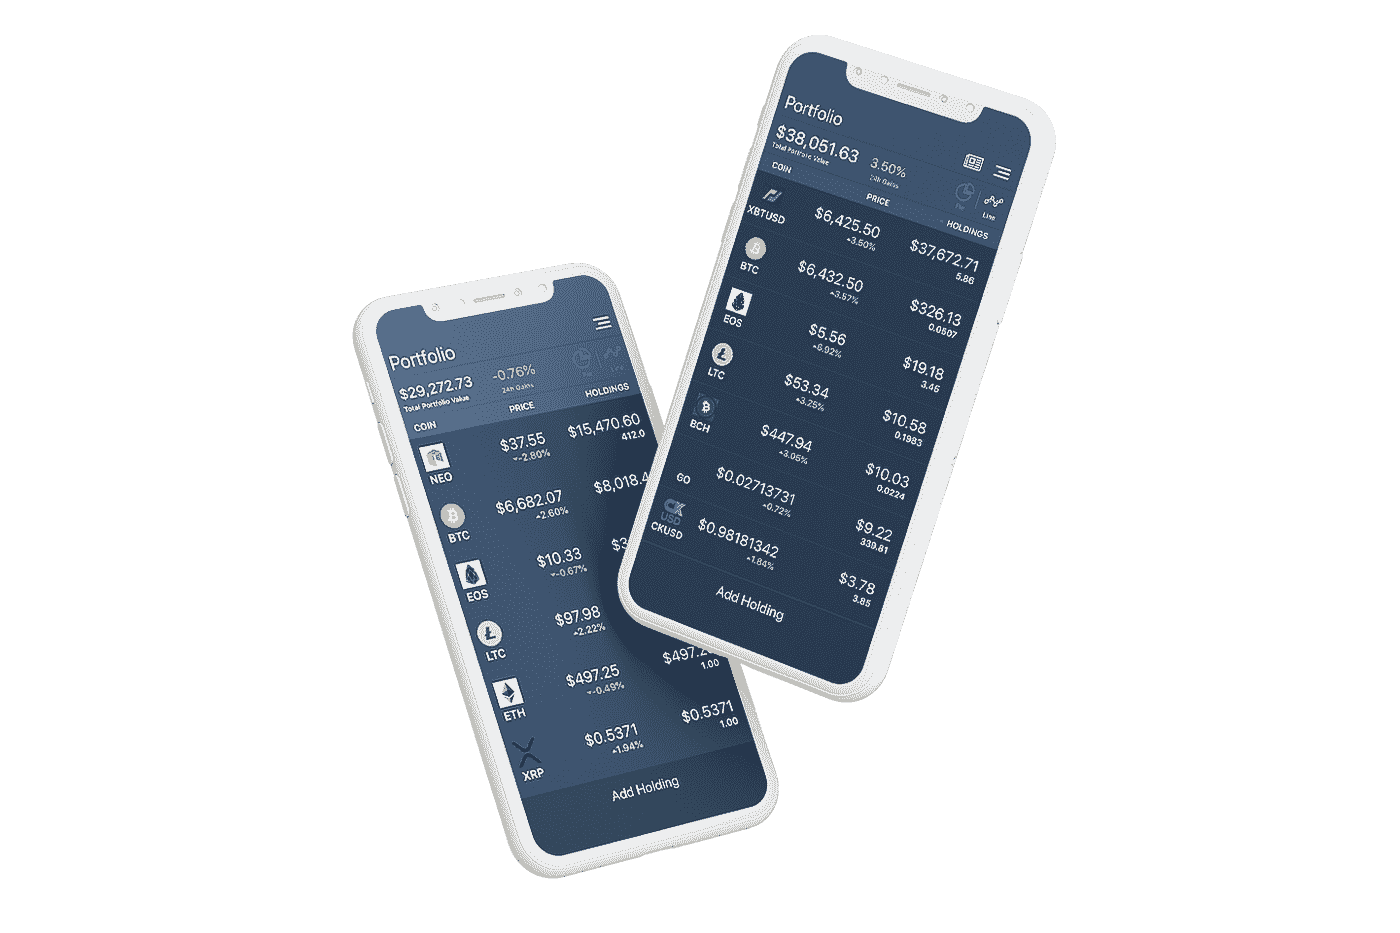 Portfolio
$38,051.63 3.50%
Total Portfolio Value 24h Gains
Line
COIN PRICE HOLDINGS
XBTUSD $6,425.50 $37,672.71
3.50% 5.86
BTC $6,432.50 $326.13
3.57% 0.0507
EOS $5.56 $19.18
6.92% 3.45
LTC $53.34 $10.58
3.25% 0.1983
BCH $447.94 $10.03
3.05% 0.0224
GO $0.02713731 $9.22
0.72% 339.81
CK
USD
CKUSD $0.98181342 $3.78
1.84% 3.85
Add Holding
Portfolio
$29,272.73 -0.76%
Total Portfolio Value 24h Gains
COIN PRICE HOLDINGS
NEO $37.55 $15,470.60
-2.80% 412.0
BTC $6,682.07 $8,018.4
2.60%
EOS $10.33 $3
-0.67%
LTC $97.98
2.22%
ETH $497.25 $497.2
-0.49% 1.00
XRP $0.5371 $0.5371
1.94% 1.00
Add Holding